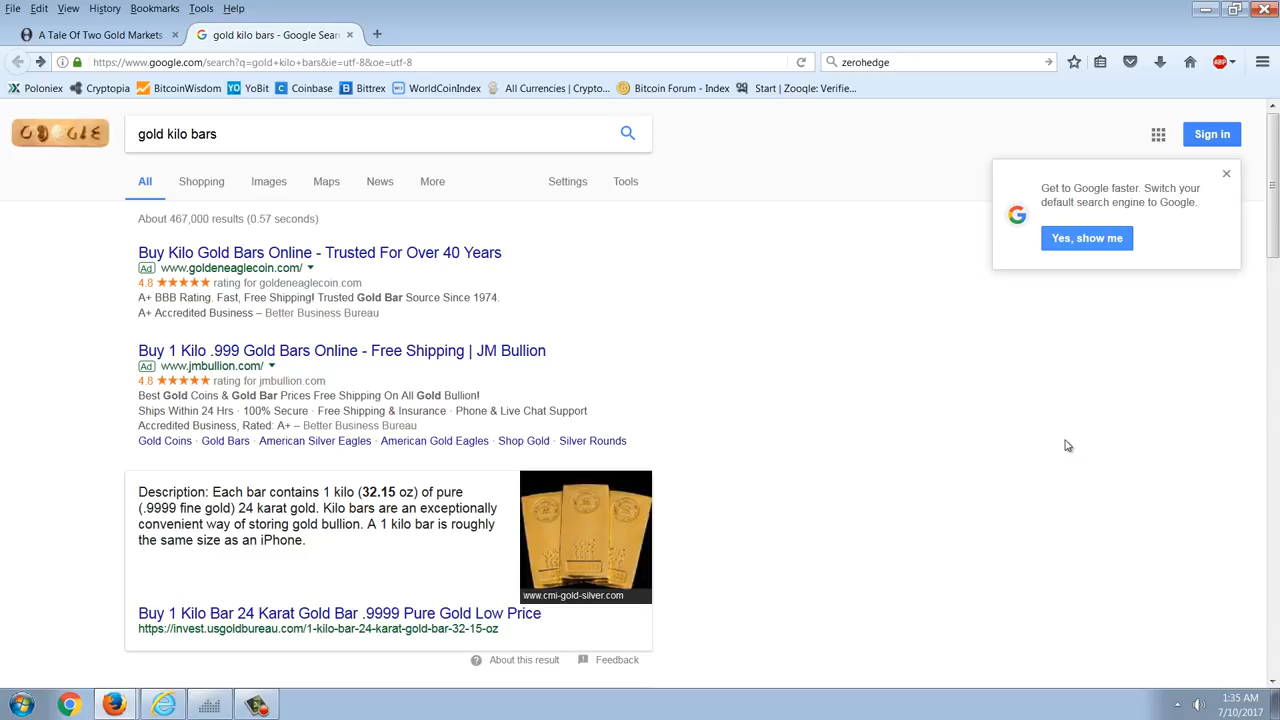 File Edit View History Bookmarks Tools Help
A Tale Of Two Gold Markets × gold kilo bars - Google Sear × +
https://www.google.com/search?q=gold+kilo+bars&ie=utf-8&oe=utf-8 zerohedge ABP
Poloniex Cryptopia BitcoinWisdom YO YoBit C Coinbase B Bittrex WorldCoinIndex All Currencies (Crypto... Bitcoin Forum - Index Start | Zooqle: Verifie...
GOOGLE gold kilo bars Sign in
All Shopping Images Maps News More Settings Tools
Get to Google faster. Switch your
default search engine to Google.
Yes, show me
About 467,000 results (0.57 seconds)
Buy Kilo Gold Bars Online - Trusted For Over 40 Years
Ad www.goldeneaglecoin.com/
4.8 ★★★★★ rating for goldeneaglecoin.com
A+ BBB Rating. Fast, Free Shipping! Trusted Gold Bar Source Since 1974.
A+ Accredited Business – Better Business Bureau
Buy 1 Kilo .999 Gold Bars Online - Free Shipping | JM Bullion
Ad www.jmbullion.com/
4.8 ★★★★★ rating for jmbullion.com
Best Gold Coins & Gold Bar Prices Free Shipping On All Gold Bullion!
Ships Within 24 Hrs · 100% Secure · Free Shipping & Insurance · Phone & Live Chat Support
Accredited Business, Rated: A+ – Better Business Bureau
Gold Coins · Gold Bars · American Silver Eagles · American Gold Eagles · Shop Gold · Silver Rounds
Description: Each bar contains 1 kilo (32.15 oz) of pure
(.9999 fine gold) 24 karat gold. Kilo bars are an exceptionally
convenient way of storing gold bullion. A 1 kilo bar is roughly
the same size as an iPhone.
www.cmi-gold-silver.com
Buy 1 Kilo Bar 24 Karat Gold Bar .9999 Pure Gold Low Price
https://invest.usgoldbureau.com/1-kilo-bar-24-karat-gold-bar-32-15-oz
About this result Feedback
1:35 AM
7/10/2017